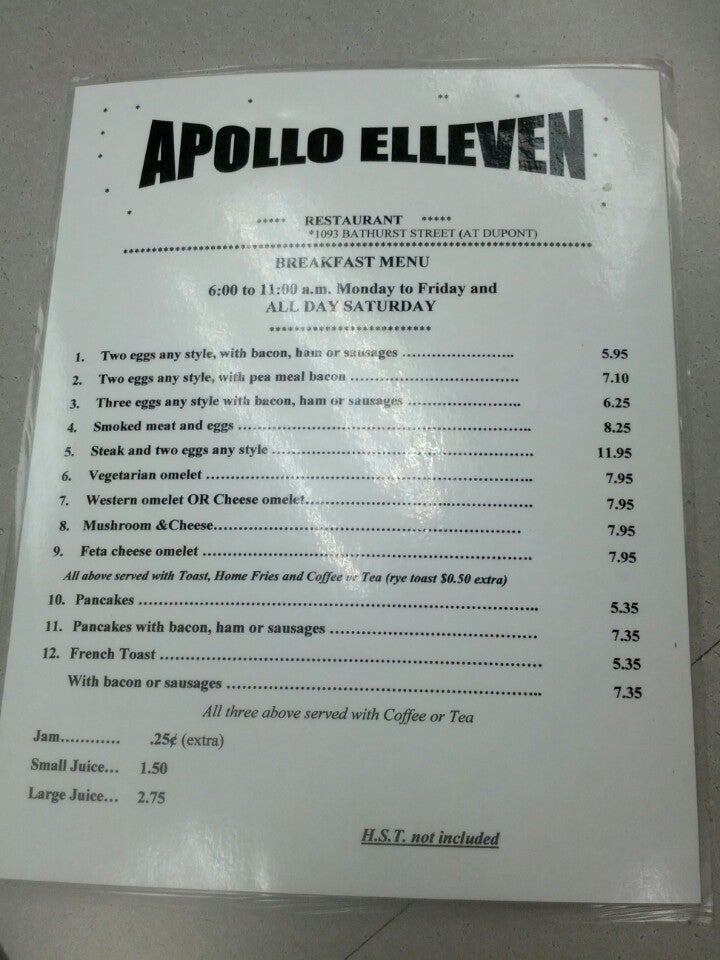 APOLLO ELLEVEN
***** RESTAURANT *****
*1093 BATHURST STREET (AT DUPONT)
BREAKFAST MENU
6:00 to 11:00 a.m. Monday to Friday and
ALL DAY SATURDAY
1. Two eggs any style, with bacon, ham or sausages ........................ 5.95
2. Two eggs any style, with pea meal bacon ........................ 7.10
3. Three eggs any style with bacon, ham or sausages ........................ 6.25
4. Smoked meat and eggs ........................ 8.25
5. Steak and two eggs any style ........................ 11.95
6. Vegetarian omelet ........................ 7.95
7. Western omelet OR Cheese omelet........................ 7.95
8. Mushroom &Cheese........................ 7.95
9. Feta cheese omelet ........................ 7.95
All above served with Toast, Home Fries and Coffee or Tea (rye toast $0.50 extra)
10. Pancakes ........................ 5.35
11. Pancakes with bacon, ham or sausages ........................ 7.35
12. French Toast ........................ 5.35
With bacon or sausages ........................ 7.35
All three above served with Coffee or Tea
Jam............ .25¢ (extra)
Small Juice... 1.50
Large Juice... 2.75
H.S.T. not included